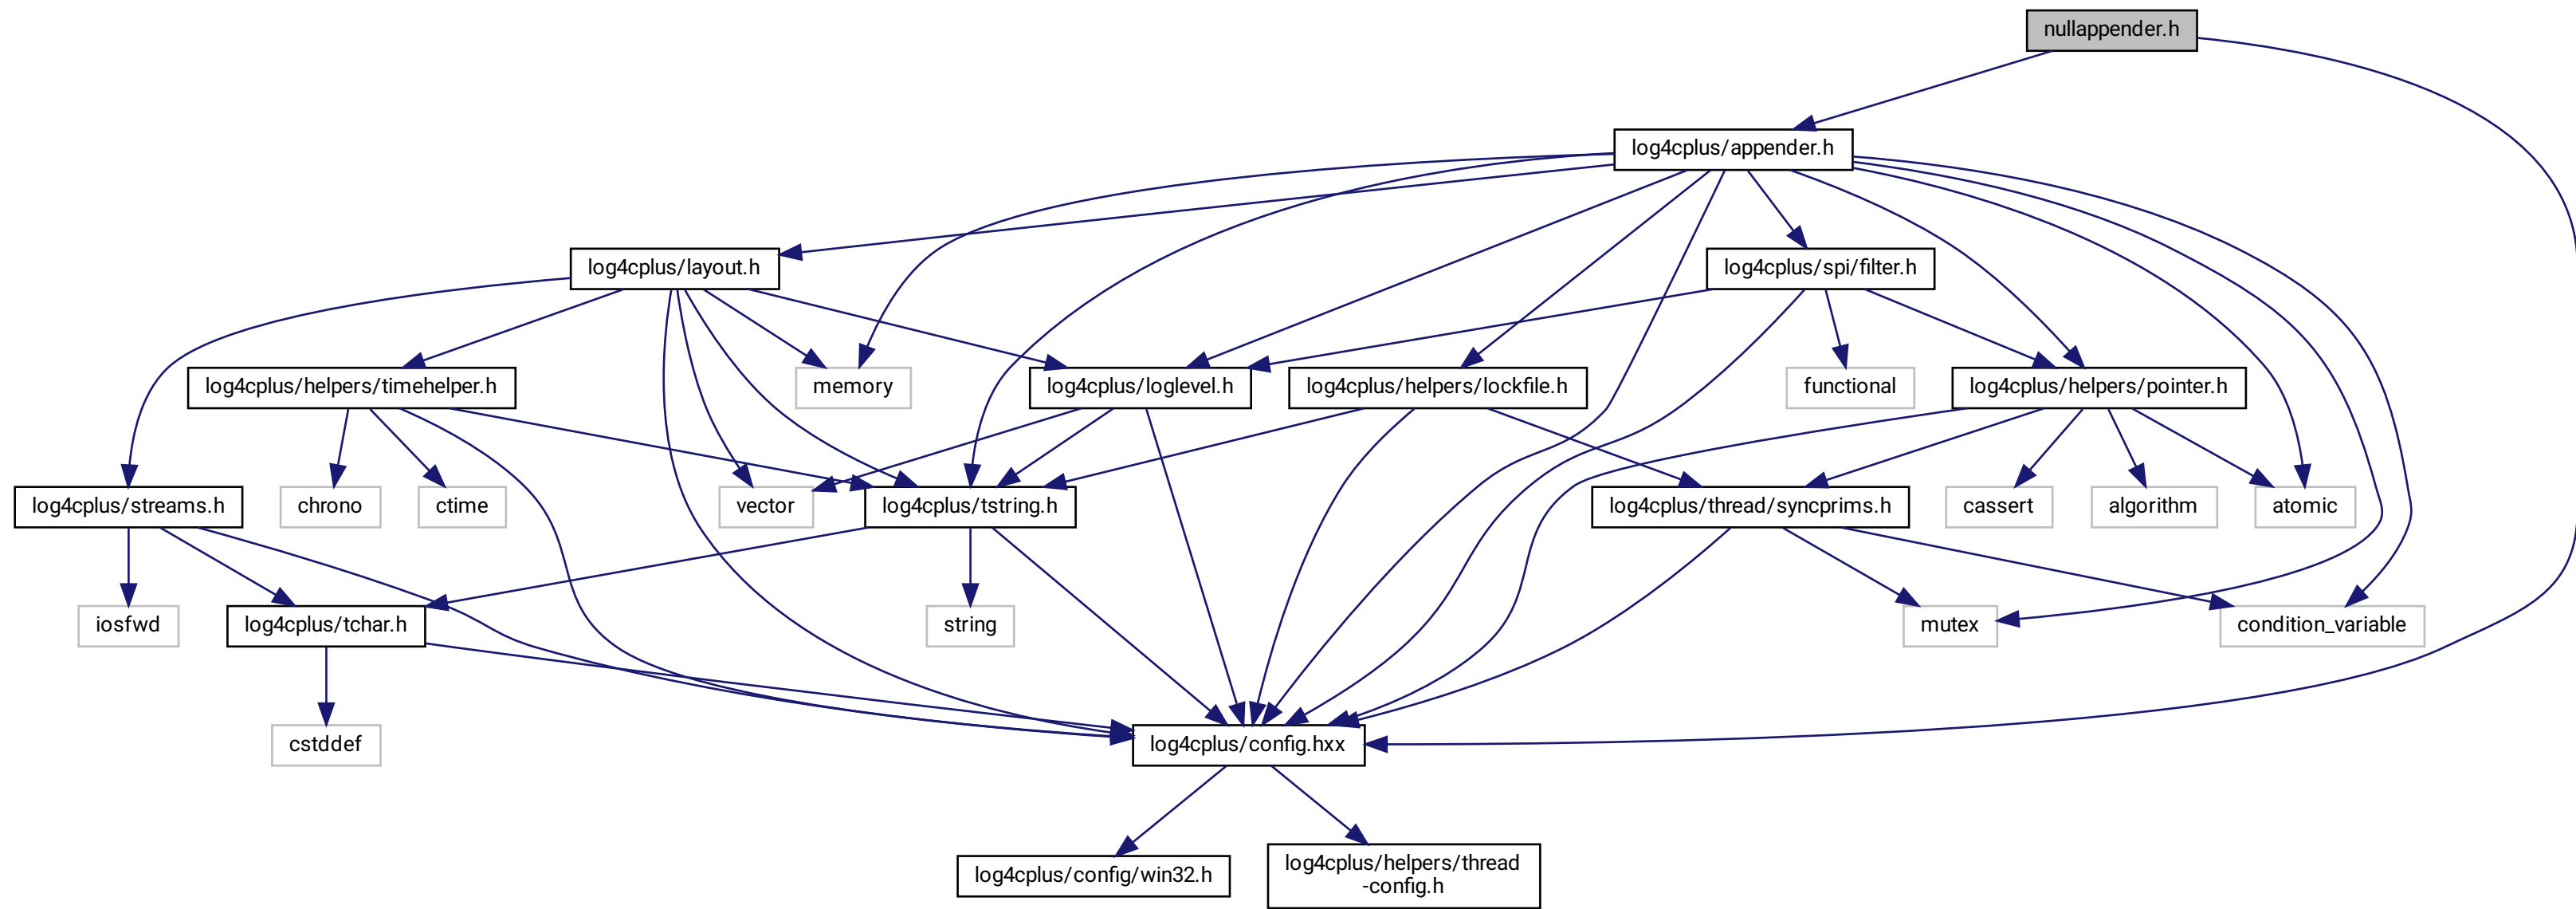 nullappender.h
log4cplus/appender.h
log4cplus/layout.h
log4cplus/spi/filter.h
log4cplus/helpers/timehelper.h
memory
log4cplus/loglevel.h
log4cplus/helpers/lockfile.h
functional
log4cplus/helpers/pointer.h
log4cplus/streams.h
chrono
ctime
vector
log4cplus/tstring.h
log4cplus/thread/syncprims.h
cassert
algorithm
atomic
iosfwd
log4cplus/tchar.h
string
mutex
condition_variable
cstddef
log4cplus/config.hxx
log4cplus/config/win32.h
log4cplus/helpers/thread
-config.h